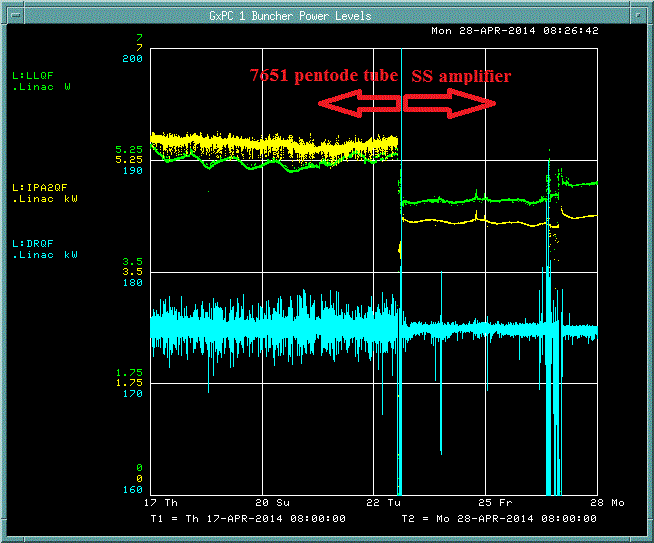 GxPC 1 Buncher Power Levels
Mon 28-APR-2014 08:26:42
7
7
200
L:LLQF
.Linac W
7651 pentode tube SS amplifier
5.25
5.25
190
L:IPA2QF
.Linac kW
L:DRQF
.Linac kW
3.5
3.5
180
1.75
1.75
170
0
0
160
17 Th 20 Su 22 Tu 25 Fr 28 Mo
T1 = Th 17-APR-2014 08:00:00 T2 = Mo 28-APR-2014 08:00:00